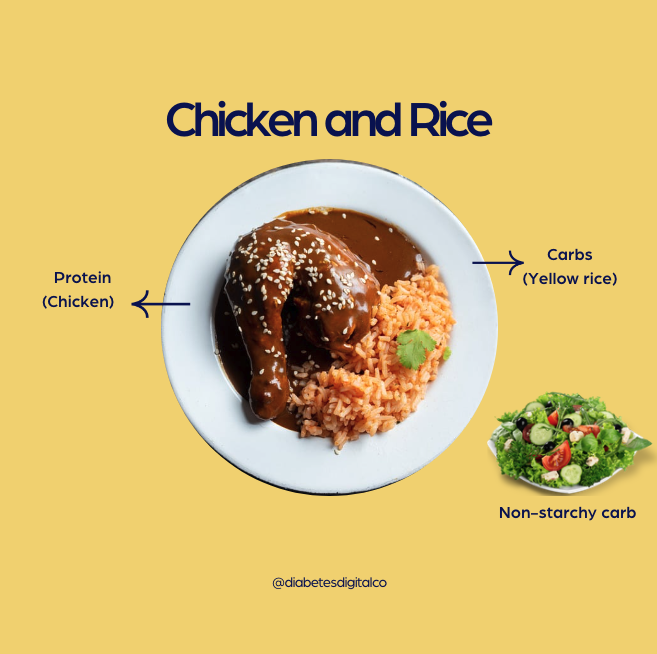 Chicken and Rice
Carbs
(Yellow rice)
Protein
(Chicken)
Non-starchy carb
@diabetesdigitalco